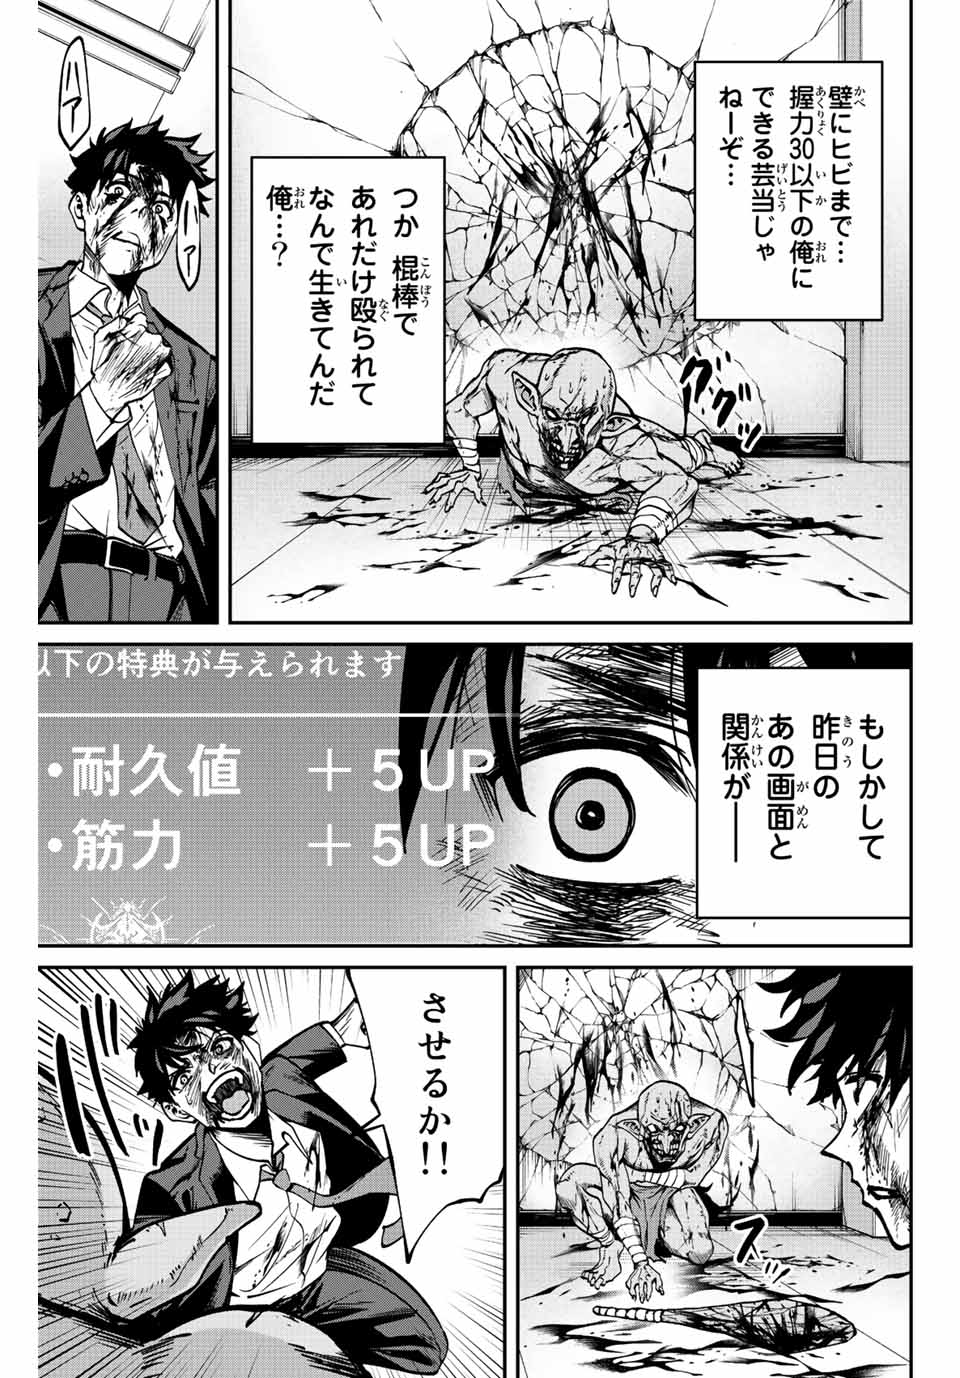 壁にヒビまで…
握力30以下の俺に
できる芸当じゃ
ねーぞ…
グ
グッ
つか 棍棒で
あれだけ殴られて
なんで生きてんだ
俺…?
ハァ
ハァ
もしかして
昨日の
あの画面と
関係が――
以下の特典が与えられます
・耐久値 ＋5UP
・筋力 ＋5UP
スッ
させるか!!